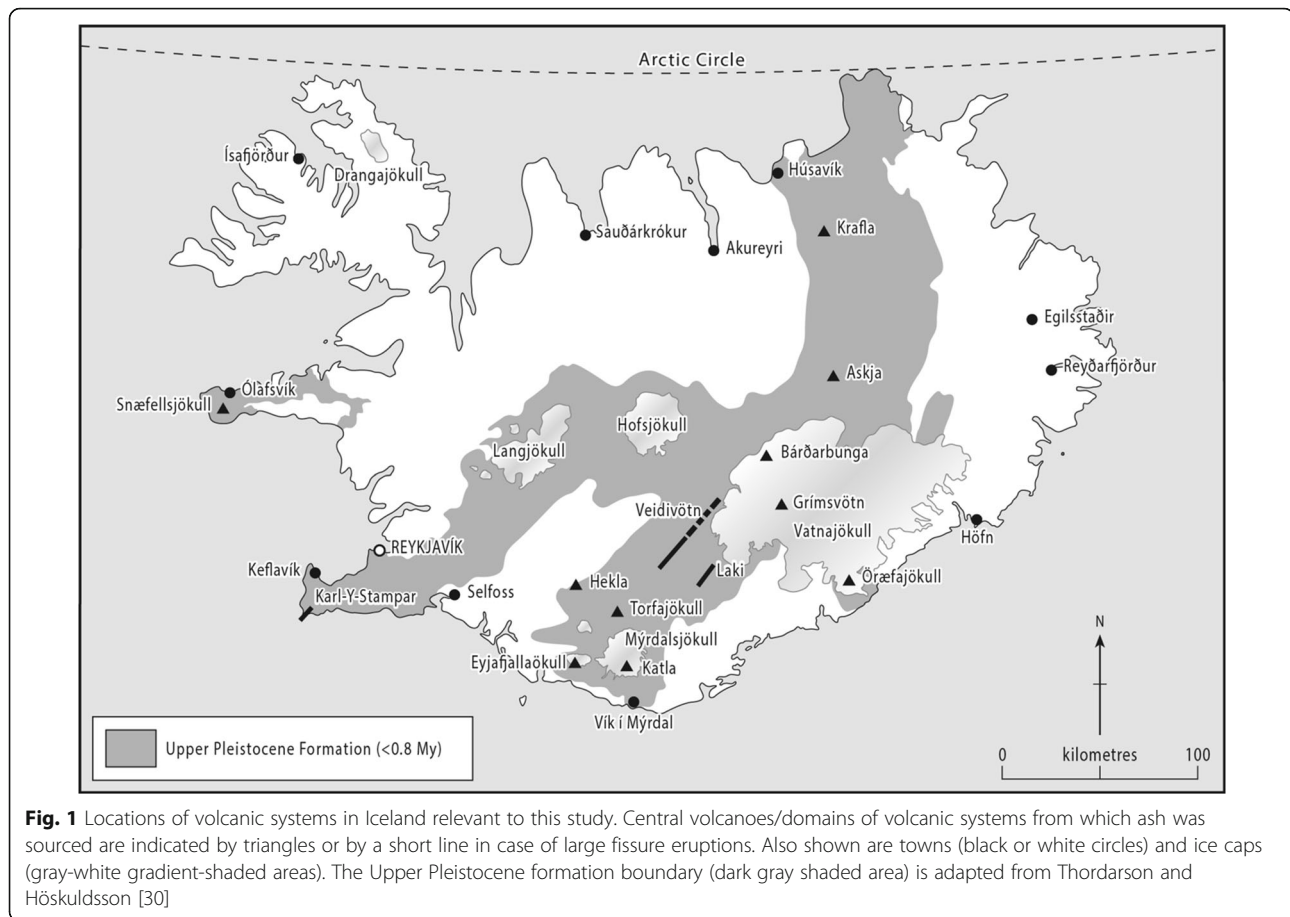 Arctic Circle
Ísafjörður
Drangajökull
Húsavík
Sauðárkrókur
Akureyri
Krafla
Egilsstaðir
Reyðarfjörður
Askja
Ólàfsvík
Snæfellsjökull
Hofsjökull
Langjökull
Bárðarbunga
Veidivötn
Grímsvötn
Vatnajökull
Höfn
REYKJAVÍK
Keflavík
Karl-Y-Stampar
Selfoss
Hekla
Laki
Öræfajökull
Torfajökull
Mýrdalsjökull
Eyjafjallaökull
Katla
Vík í Mýrdal
N
Upper Pleistocene Formation (<0.8 My)
0 kilometres 100
Fig. 1 Locations of volcanic systems in Iceland relevant to this study. Central volcanoes/domains of volcanic systems from which ash was
sourced are indicated by triangles or by a short line in case of large fissure eruptions. Also shown are towns (black or white circles) and ice caps
(gray-white gradient-shaded areas). The Upper Pleistocene formation boundary (dark gray shaded area) is adapted from Thordarson and
Höskuldsson [30]